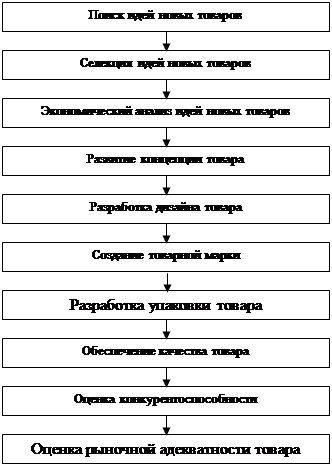 Поиск идей новых товаров
Селекция идей новых товаров
Экономический анализ идей новых товаров
Развитие концепции товара
Разработка дизайна товара
Создание товарной марки
Разработка упаковки товара
Обеспечение качества товара
Оценка конкурентоспособности
Оценка рыночной адекватности товара